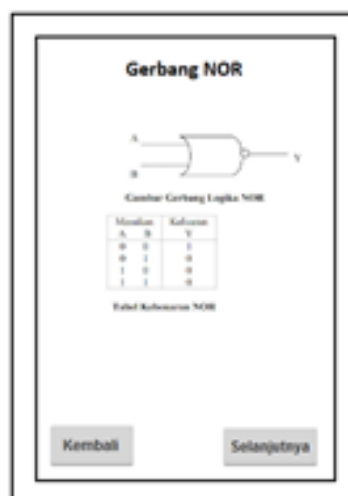 Gerbang NOR
A
Y
B
Gambar Gerbang Logika NOR
Masukan Keluaran
A B Y
0 0 1
0 1 0
1 0 0
1 1 0
Tabel Kebenaran NOR
Kembali Selanjutnya